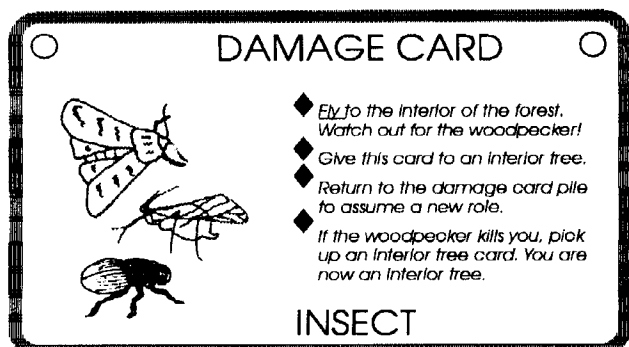 DAMAGE CARD
Fly to the interior of the forest.
Watch out for the woodpecker!
Give this card to an interior tree.
Return to the damage card pile
to assume a new role.
If the woodpecker kills you, pick
up an interior tree card. You are
now an interior tree.
INSECT